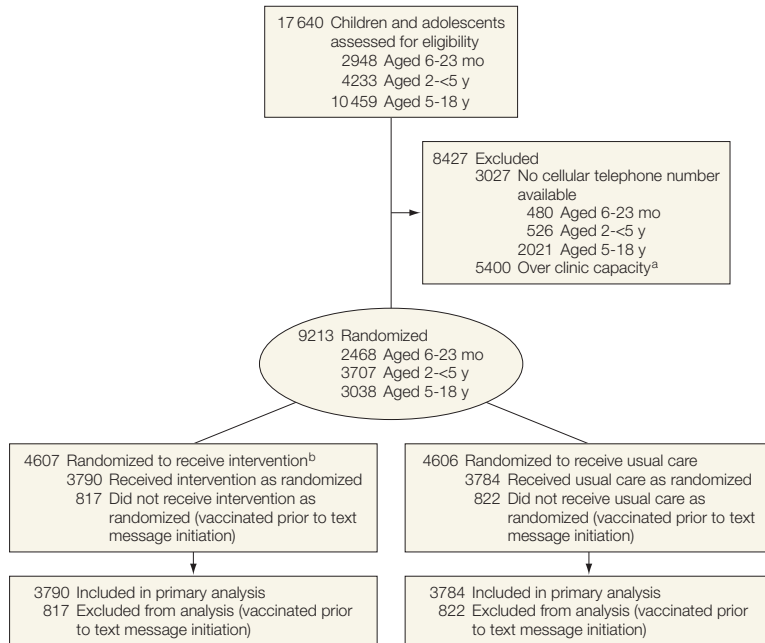 17 640 Children and adolescents
assessed for eligibility
2948 Aged 6-23 mo
4233 Aged 2-<5 y
10 459 Aged 5-18 y
8427 Excluded
3027 No cellular telephone number
available
480 Aged 6-23 mo
526 Aged 2-<5 y
2021 Aged 5-18 y
5400 Over clinic capacityᵃ
9213 Randomized
2468 Aged 6-23 mo
3707 Aged 2-<5 y
3038 Aged 5-18 y
4607 Randomized to receive interventionᵇ
3790 Received intervention as randomized
817 Did not receive intervention as
randomized (vaccinated prior to text
message initiation)
4606 Randomized to receive usual care
3784 Received usual care as randomized
822 Did not receive usual care as
randomized (vaccinated prior to text
message initiation)
3790 Included in primary analysis
817 Excluded from analysis (vaccinated prior
to text message initiation)
3784 Included in primary analysis
822 Excluded from analysis (vaccinated prior
to text message initiation)